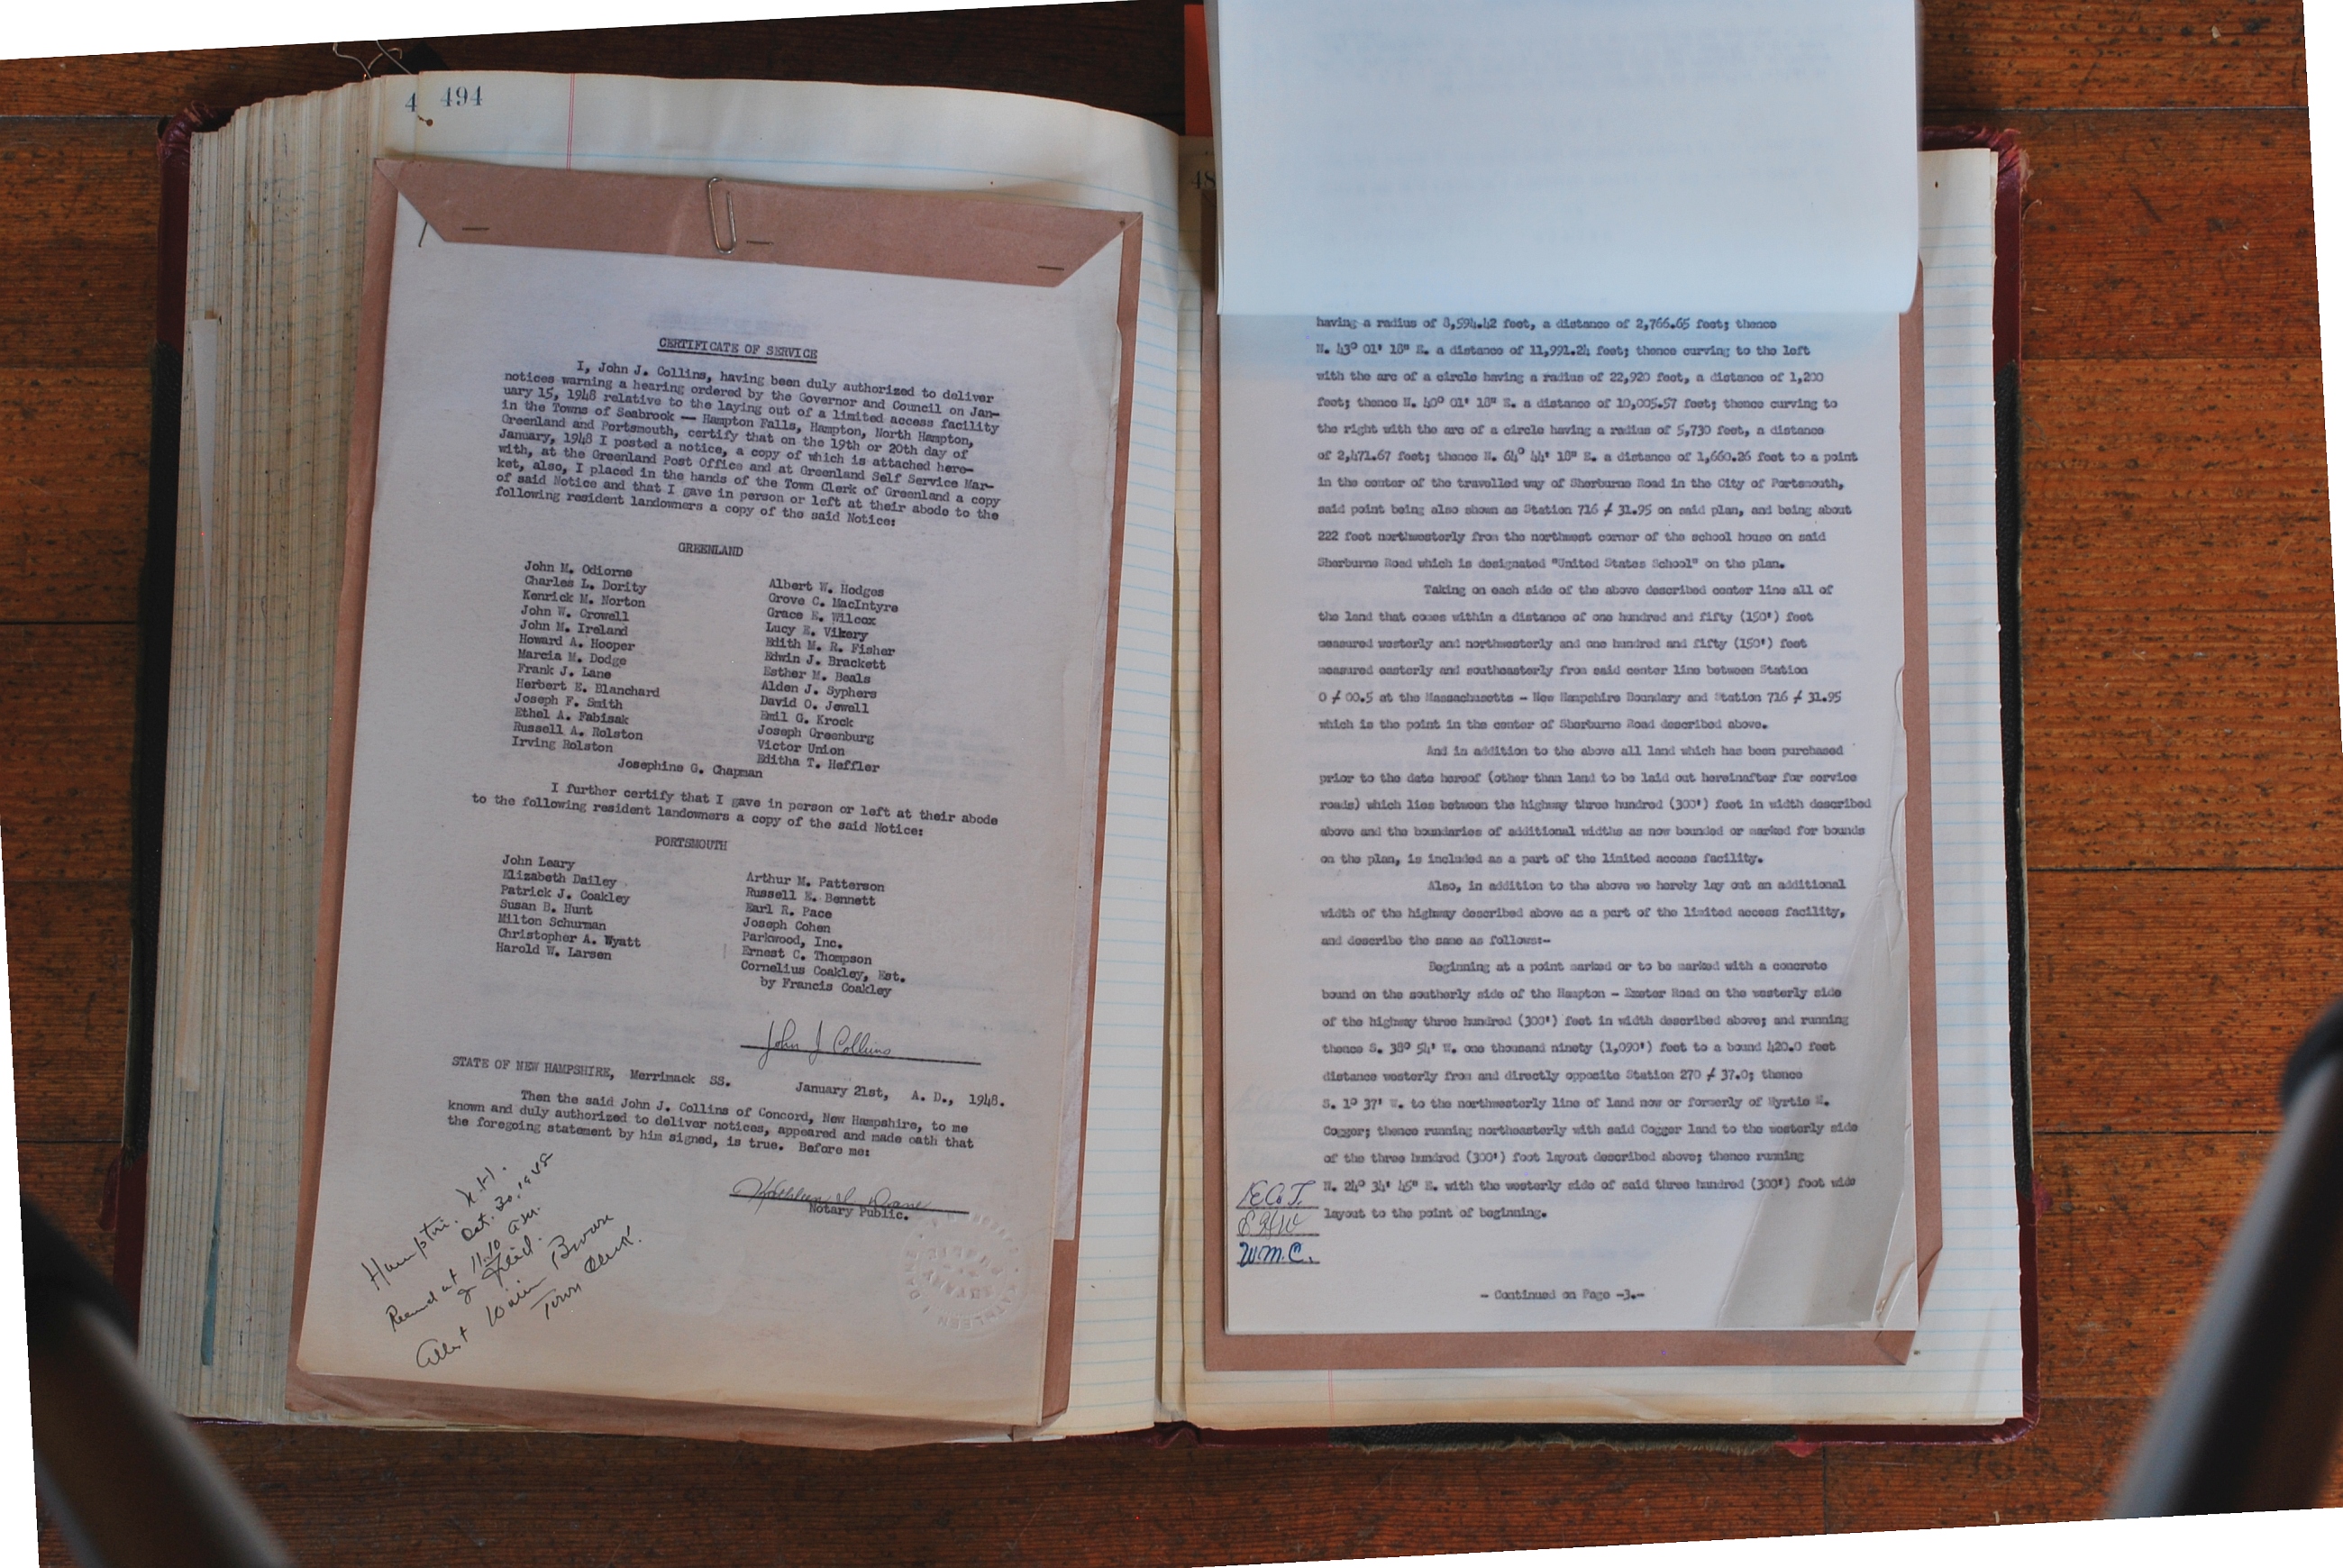 4 494
CERTIFICATE OF SERVICE
I, John J. Collins, having been duly authorized to deliver
notices warning a hearing ordered by the Governor and Council on Jan-
uary 15, 1948 relative to the laying out of a limited access facility
in the Towns of Seabrook — Hampton Falls, Hampton, North Hampton,
Greenland and Portsmouth, certify that on the 19th or 20th day of
January, 1948 I posted a notice, a copy of which is attached here-
with, at the Greenland Post Office and at Greenland Self Service Mar-
ket, also, I placed in the hands of the Town Clerk of Greenland a copy
of said Notice and that I gave in person or left at their abode to the
following resident landowners a copy of the said Notice:
GREENLAND
John M. Odiorne
Charles L. Dority
Kenrick M. Norton
John W. Crowell
John M. Ireland
Howard A. Hooper
Marcia M. Dodge
Frank J. Lane
Herbert E. Blanchard
Joseph F. Smith
Ethel A. Fabisak
Russell A. Rolston
Irving Rolston
Albert W. Hodges
Grove C. MacIntyre
Grace E. Wilcox
Lucy E. Vikery
Edith M. R. Fisher
Edwin J. Brackett
Esther M. Beals
Alden J. Syphers
David O. Jewell
Emil G. Krock
Joseph Greenburg
Victor Union
Editha T. Heffler
Josephine G. Chapman
I further certify that I gave in person or left at their abode
to the following resident landowners a copy of the said Notice:
PORTSMOUTH
John Leary
Elizabeth Dailey
Patrick J. Coakley
Susan B. Hunt
Milton Schurman
Christopher A. Wyatt
Harold W. Larsen
Arthur M. Patterson
Russell E. Bennett
Earl R. Pace
Joseph Cohen
Parkwood, Inc.
Ernest C. Thompson
Cornelius Coakley, Est.
by Francis Coakley
John J Collins
STATE OF NEW HAMPSHIRE, Merrimack SS. January 21st, A. D., 1948.
Then the said John J. Collins of Concord, New Hampshire, to me
known and duly authorized to deliver notices, appeared and made oath that
the foregoing statement by him signed, is true. Before me:
Kathleen D. Doane
Notary Public.
Hampton. N.H.
Oct. 30, 1948
Received at 11.10 a.m.
& filed.
Attest William Brown
Town Clerk.
48
having a radius of 8,594.42 feet, a distance of 2,766.65 feet; thence
N. 43° 01' 18" E. a distance of 11,991.24 feet; thence curving to the left
with the arc of a circle having a radius of 22,920 feet, a distance of 1,200
feet; thence N. 40° 01' 18" E. a distance of 10,005.57 feet; thence curving to
the right with the arc of a circle having a radius of 5,730 feet, a distance
of 2,471.67 feet; thence N. 64° 44' 18" E. a distance of 1,660.26 feet to a point
in the center of the travelled way of Sherburne Road in the City of Portsmouth,
said point being also shown as Station 716 ≠ 31.95 on said plan, and being about
222 feet northwesterly from the northwest corner of the school house on said
Sherburne Road which is designated "United States School" on the plan.
Taking on each side of the above described center line all of
the land that comes within a distance of one hundred and fifty (150') feet
measured westerly and northwesterly and one hundred and fifty (150') feet
measured easterly and southeasterly from said center line between Station
0 ≠ 00.5 at the Massachusetts - New Hampshire Boundary and Station 716 ≠ 31.95
which is the point in the center of Sherburne Road described above.
And in addition to the above all land which has been purchased
prior to the date hereof (other than land to be laid out hereinafter for service
roads) which lies between the highway three hundred (300') feet in width described
above and the boundaries of additional widths as now bounded or marked for bounds
on the plan, is included as a part of the limited access facility.
Also, in addition to the above we hereby lay out an additional
width of the highway described above as a part of the limited access facility,
and describe the same as follows:-
Beginning at a point marked or to be marked with a concrete
bound on the southerly side of the Hampton - Exeter Road on the westerly side
of the highway three hundred (300') feet in width described above; and running
thence S. 38° 54' W. one thousand ninety (1,090') feet to a bound 420.0 feet
distance westerly from and directly opposite Station 270 ≠ 37.0; thence
S. 1° 37' W. to the northwesterly line of land now or formerly of Myrtie M.
Cogger; thence running northeasterly with said Cogger land to the westerly side
of the three hundred (300') foot layout described above; thence running
N. 24° 34' 45" E. with the westerly side of said three hundred (300') foot wide
layout to the point of beginning.
W.M.C.
- Continued on Page -3.-